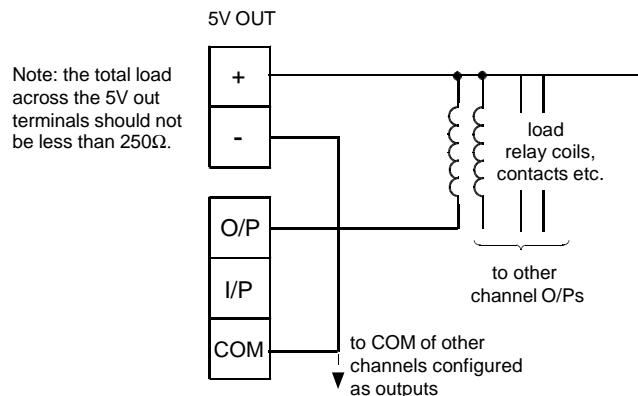 5V OUT
Note: the total load
across the 5V out
terminals should not
be less than 250Ω.
+
-
load
relay coils,
contacts etc.
O/P
I/P
COM
to other
channel O/Ps
to COM of other
channels configured
as outputs